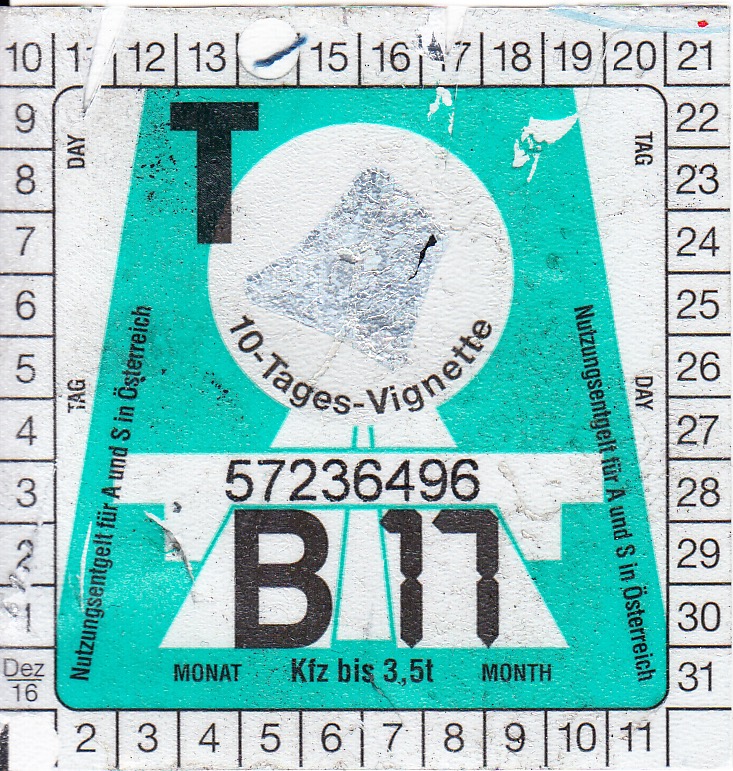 10 11 12 13 15 16 17 18 19 20 21
9 DAY T TAG 22
8 23
7 24
6 25
5 TAG DAY 26
4 27
3 28
2 29
1 30
Dez 16 31
Nutzungsentgelt für A und S in Österreich
10-Tages-Vignette
Nutzungsentgelt für A und S in Österreich
57236496
B 17
MONAT Kfz bis 3,5t MONTH
2 3 4 5 6 7 8 9 10 11